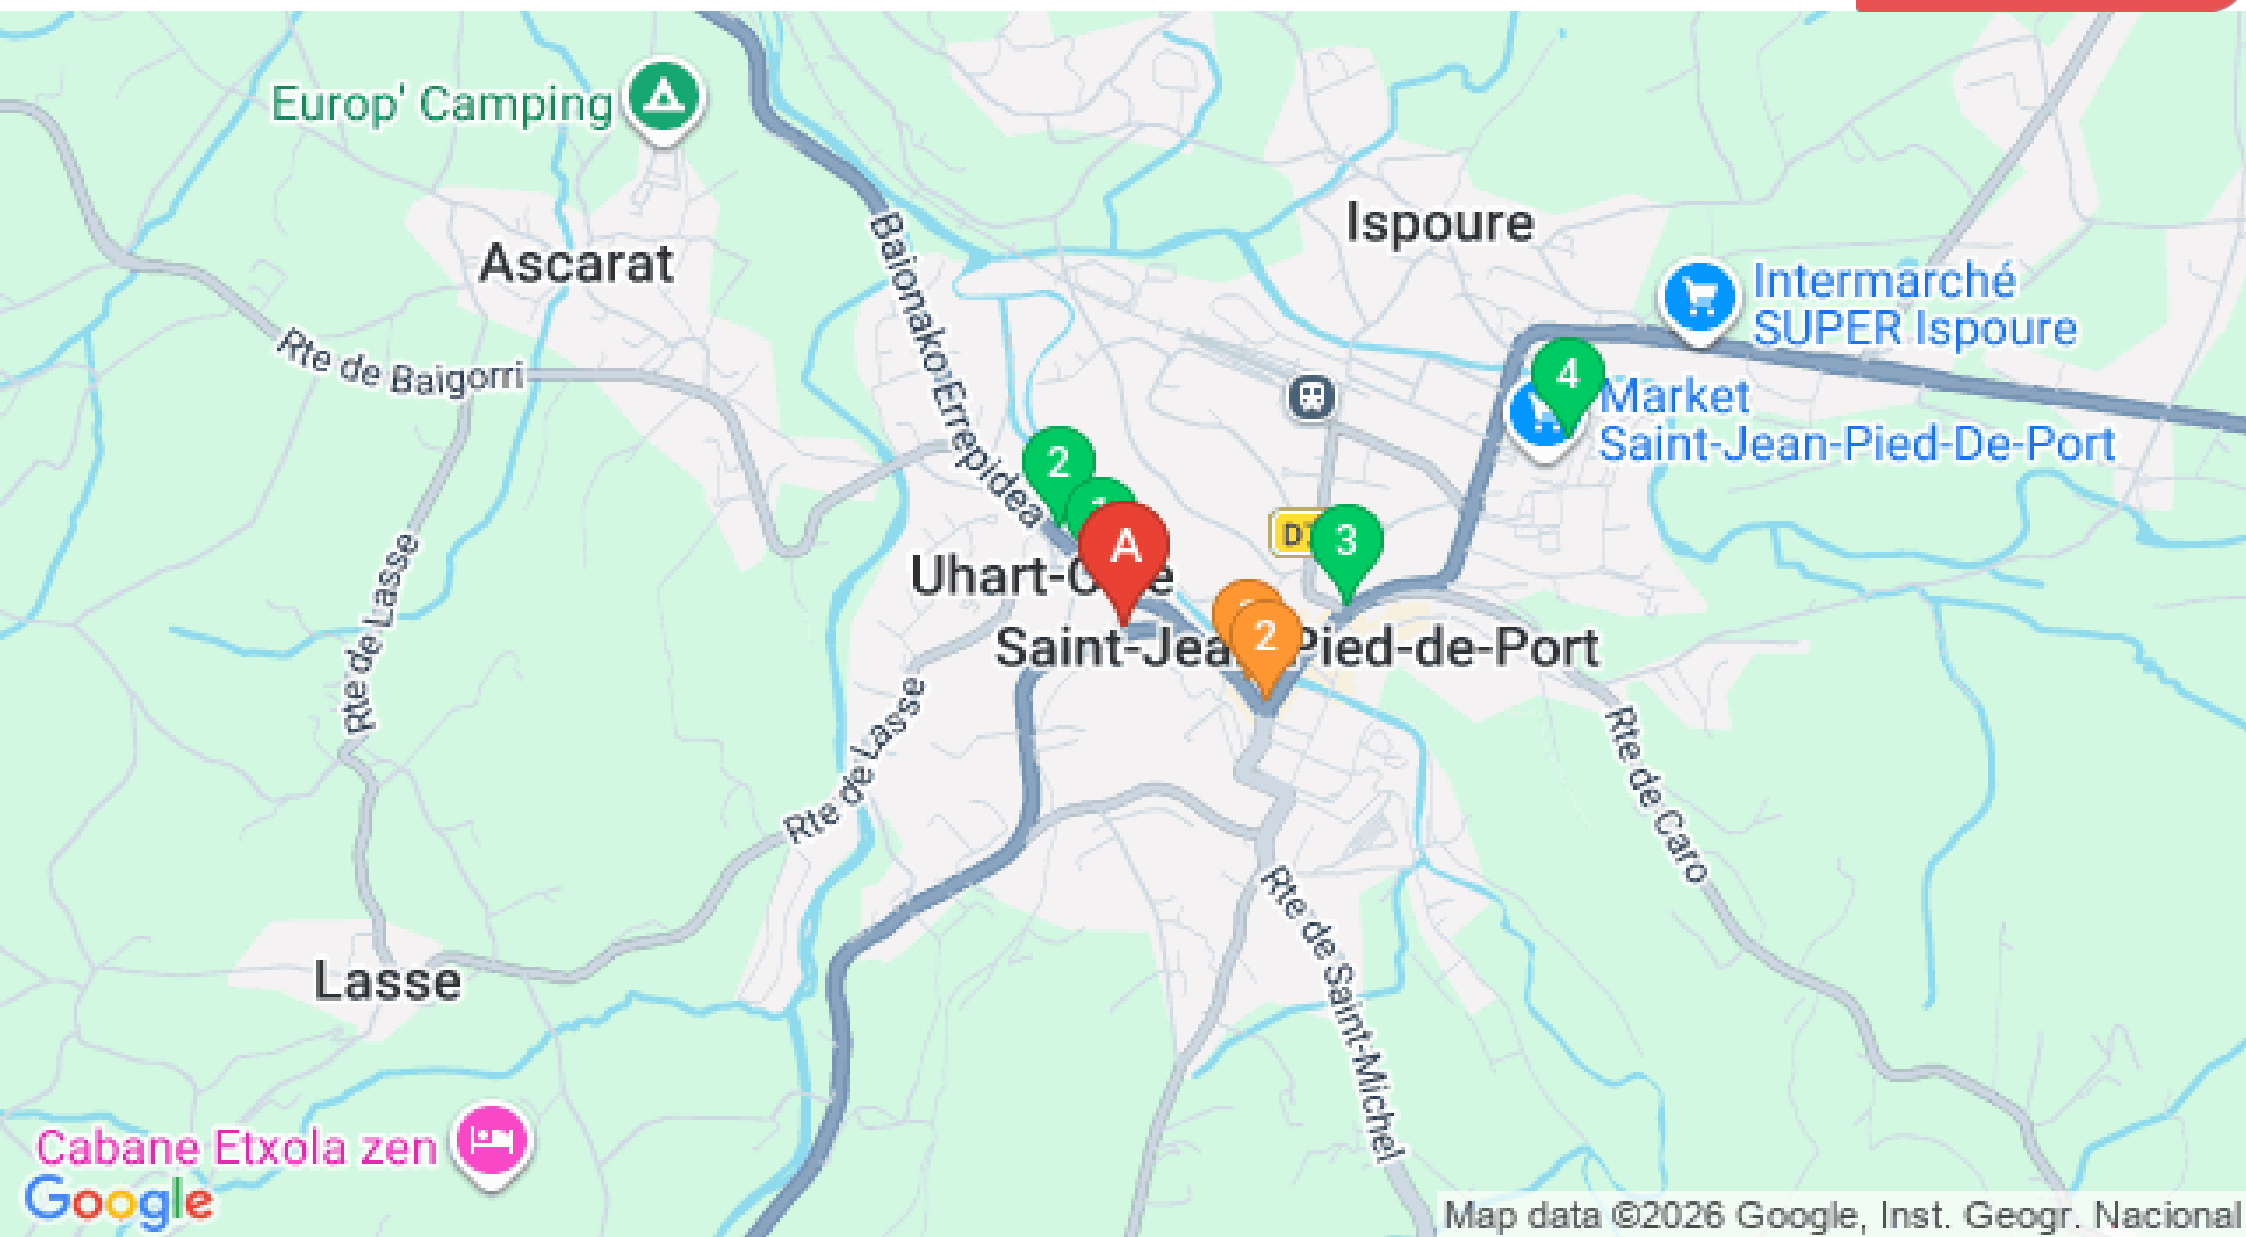 Europ' Camping
Ispoure
Ascarat
Baionako Errepidea
Intermarché
SUPER Ispoure
Rte de Baigorri
4
Market
Saint-Jean-Pied-De-Port
2
1
3
A
Uhart-C
e
Rte de Lasse
2
Saint-Jea
Pied-de-Port
Rte de Lasse
Rte de Caro
Rte de Saint-Michel
Lasse
Cabane Etxola zen
Google
Map data ©2026 Google, Inst. Geogr. Nacional